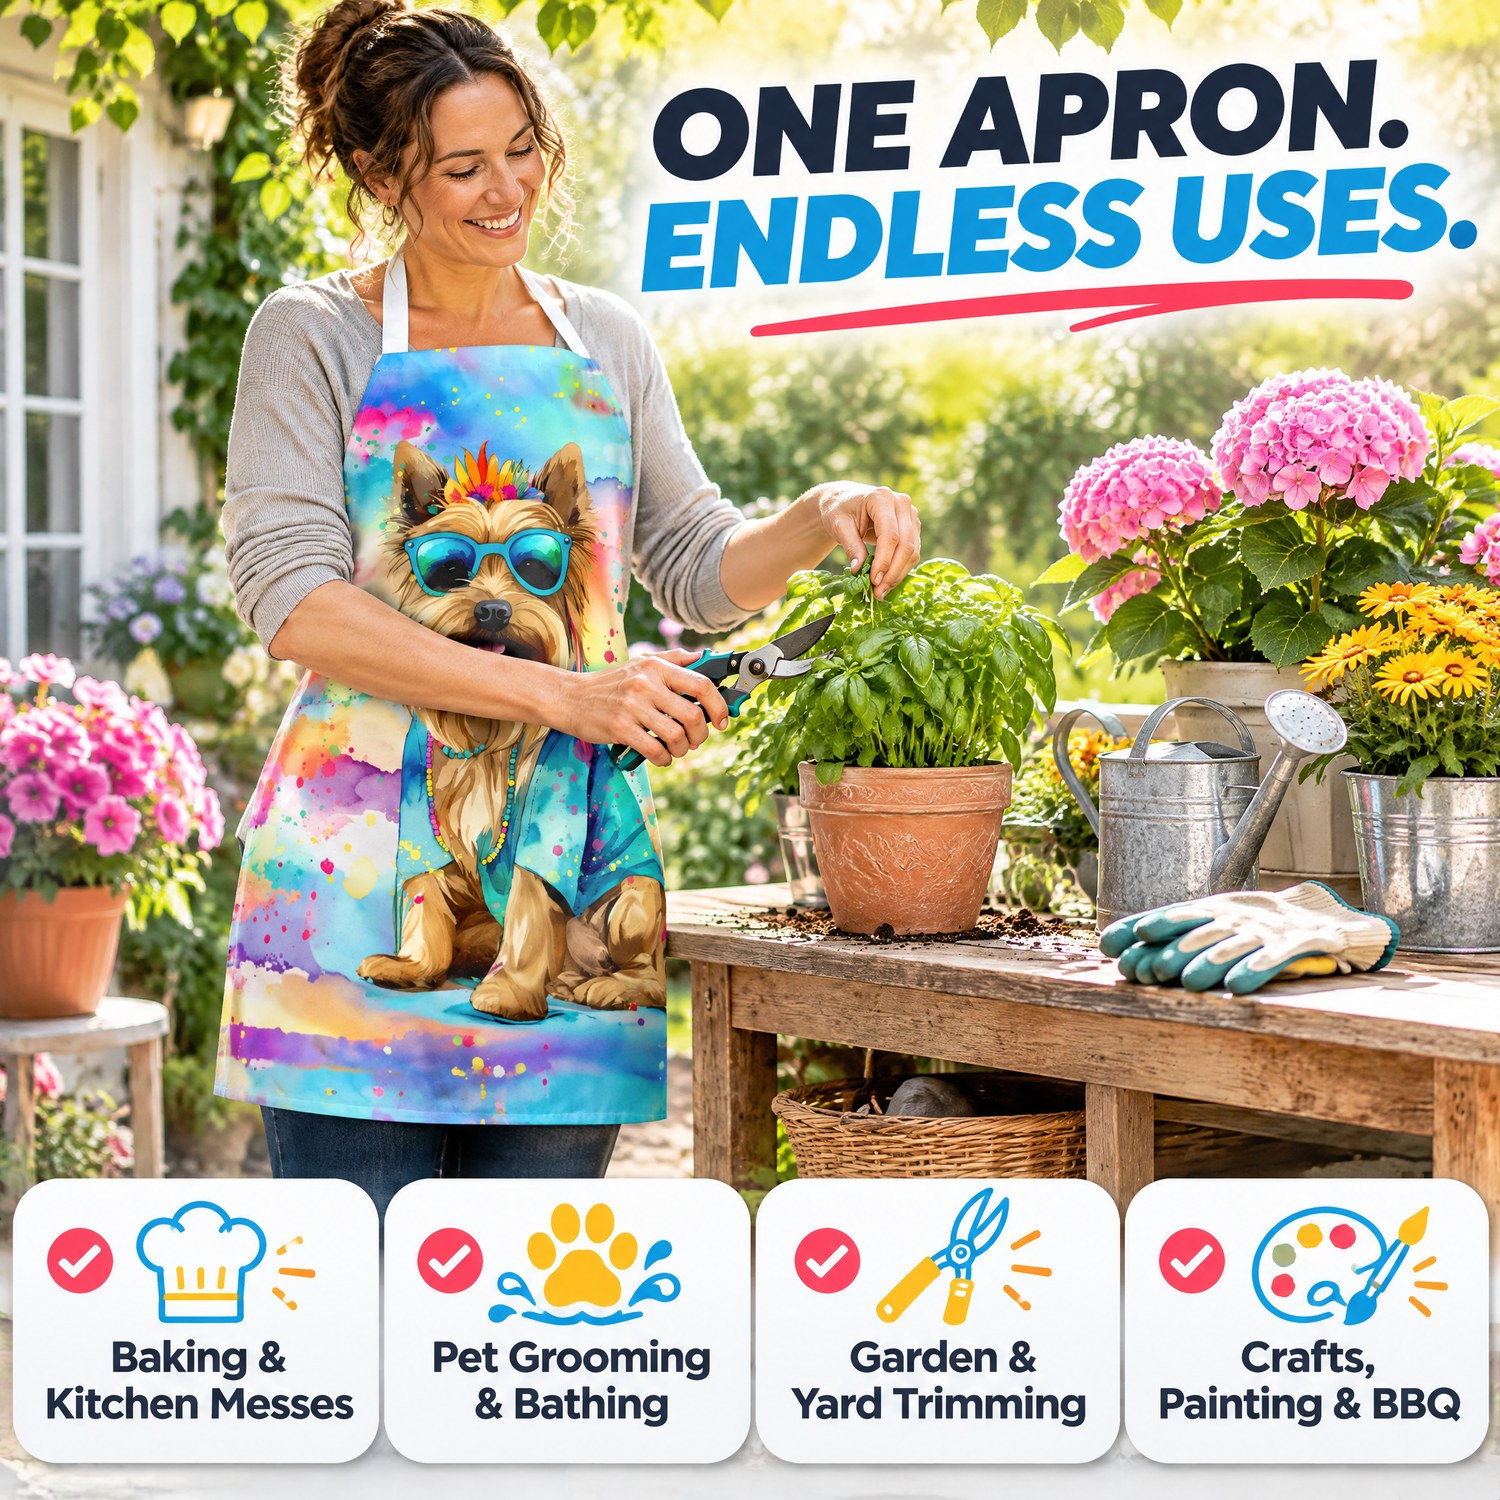 ONE APRON.
ENDLESS USES.
Baking &
Kitchen Messes
Pet Grooming
& Bathing
Garden &
Yard Trimming
Crafts,
Painting & BBQ